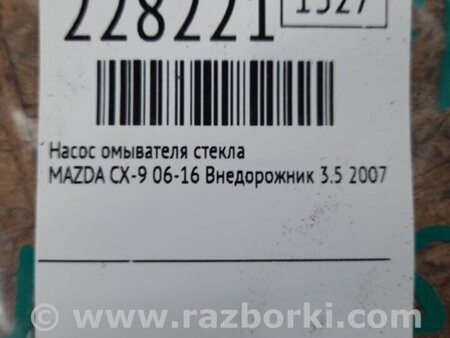 228221 1327
Насос омывателя стекла
MAZDA CX-9 06-16 Внедорожник 3.5 2007
© www.razborki.com/